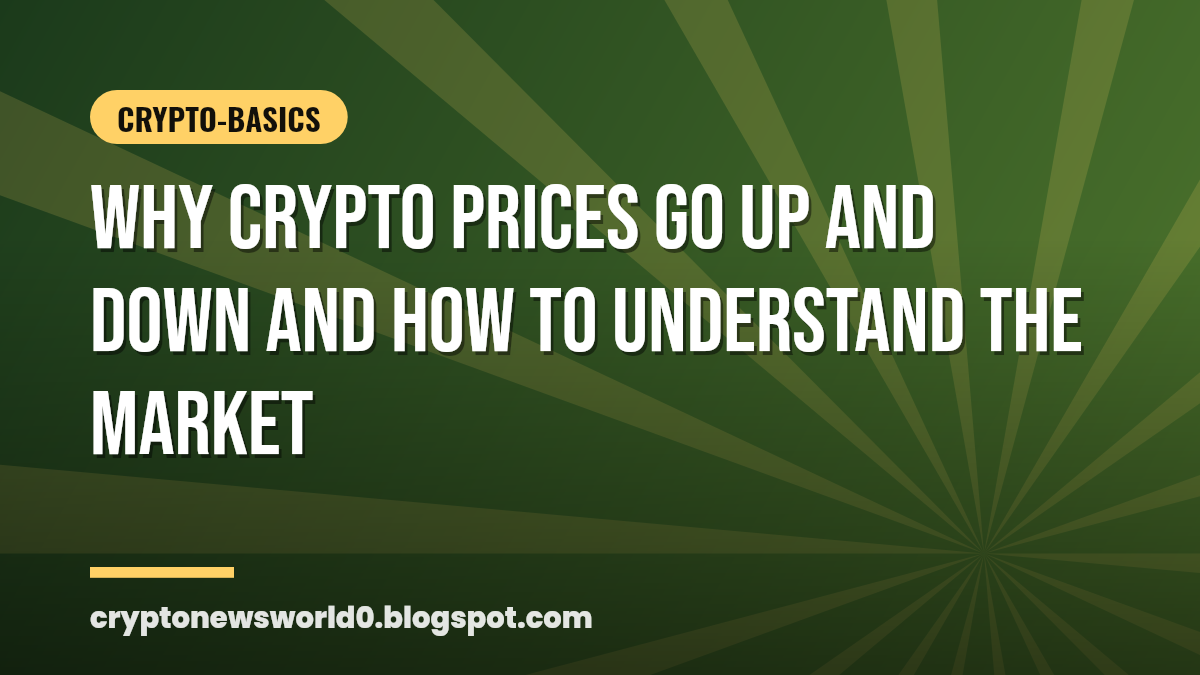 CRYPTO-BASICS
WHY CRYPTO PRICES GO UP AND
DOWN AND HOW TO UNDERSTAND THE
MARKET
cryptonewsworld0.blogspot.com